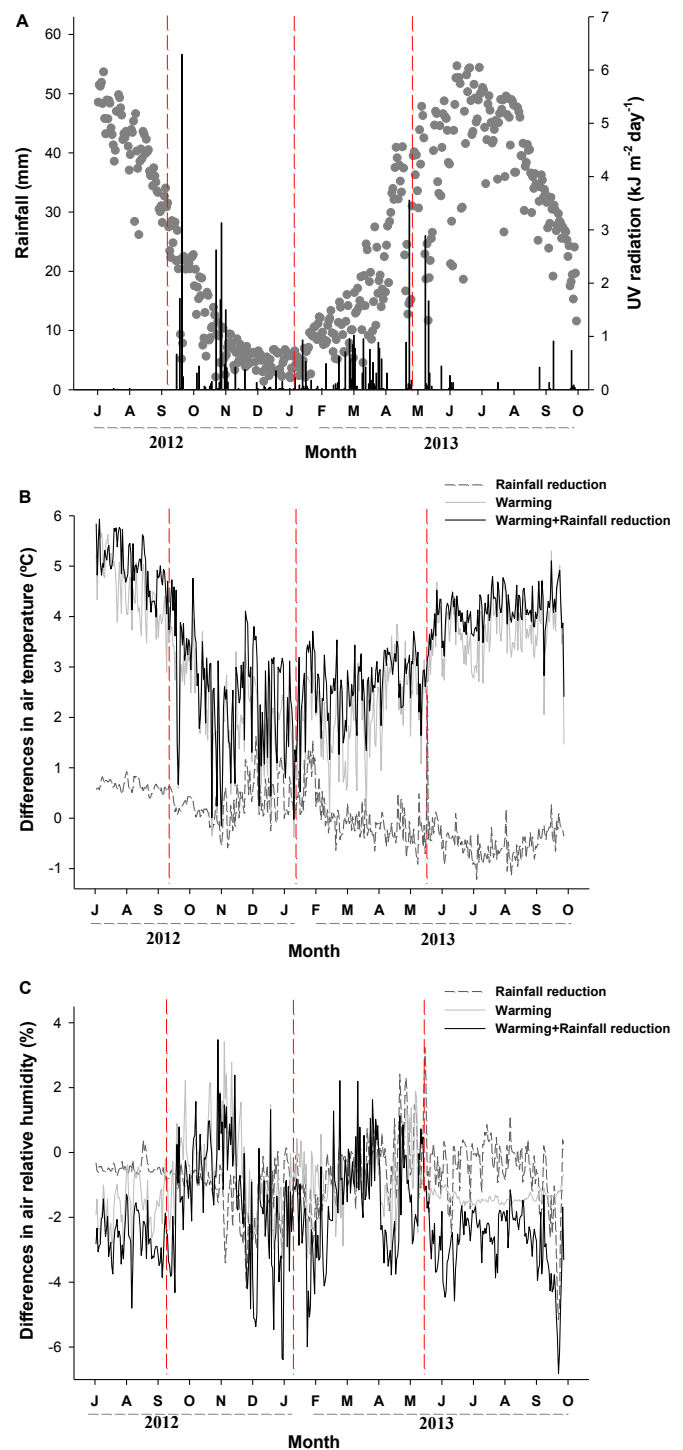 A
Rainfall (mm)
60
50
40
30
20
10
0
7
6
5
4
3
2
1
0
UV radiation (kJ m⁻² day⁻¹)
J A S O N D J F M A M J J A S O
2012 2013
Month
B
Rainfall reduction
Warming
Warming+Rainfall reduction
Differences in air temperature (ºC)
6
5
4
3
2
1
0
-1
J A S O N D J F M A M J J A S O
2012 2013
Month
C
Rainfall reduction
Warming
Warming+Rainfall reduction
Differences in air relative humidity (%)
4
2
0
-2
-4
-6
J A S O N D J F M A M J J A S O
2012 2013
Month